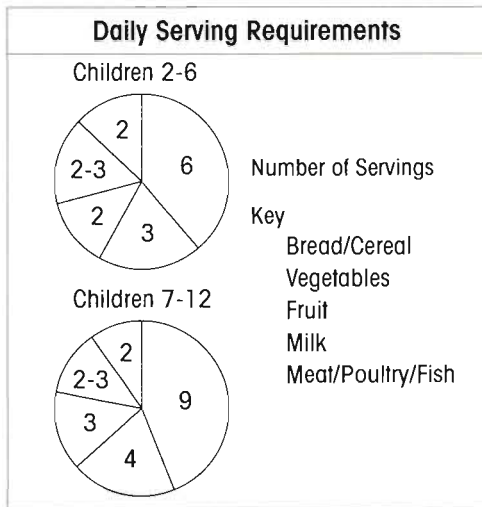 Daily Serving Requirements
Children 2-6
2
6
2-3
2
3
Number of Servings
Key
Bread/Cereal
Vegetables
Fruit
Milk
Meat/Poultry/Fish
Children 7-12
2
9
2-3
3
4